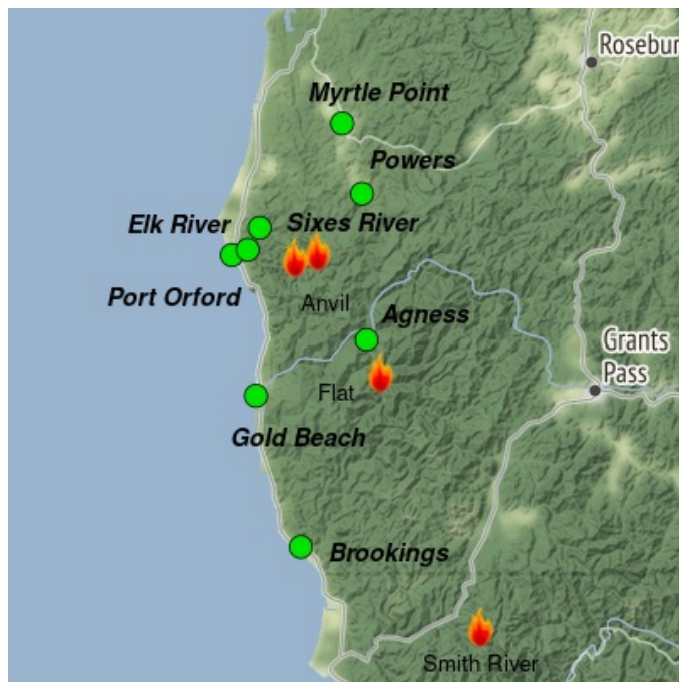 Rosebur
Myrtle Point
Powers
Elk River
Sixes River
Port Orford
Anvil
Agness
Grants
Pass
Flat
Gold Beach
Brookings
Smith River